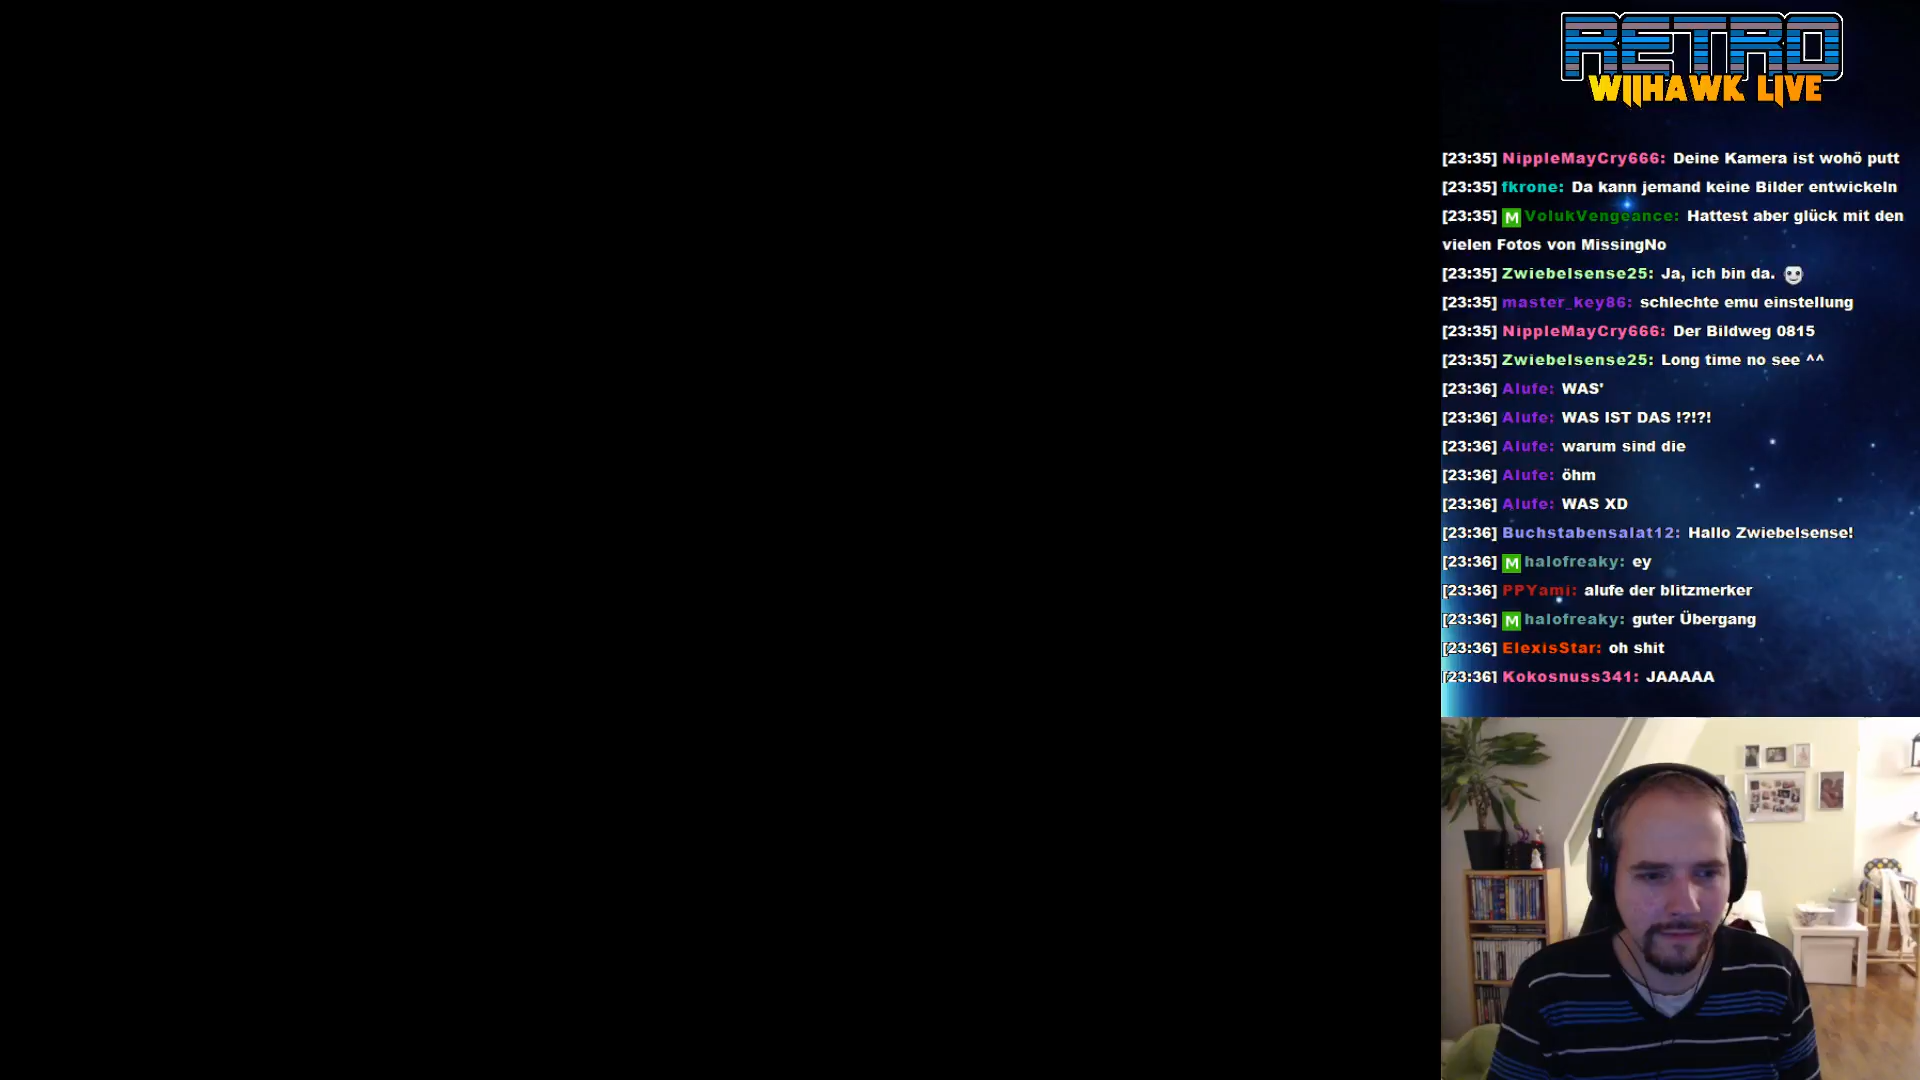 RETRO
WIIHAWK LIVE
[23:35] NippleMayCry666: Deine Kamera ist wohö putt
[23:35] fkrone: Da kann jemand keine Bilder entwickeln
[23:35] M VolukVengeance: Hattest aber glück mit den
vielen Fotos von MissingNo
[23:35] Zwiebelsense25: Ja, ich bin da.
[23:35] master_key86: schlechte emu einstellung
[23:35] NippleMayCry666: Der Bildweg 0815
[23:35] Zwiebelsense25: Long time no see ^^
[23:36] Alufe: WAS'
[23:36] Alufe: WAS IST DAS !?!?!
[23:36] Alufe: warum sind die
[23:36] Alufe: öhm
[23:36] Alufe: WAS XD
[23:36] Buchstabensalat12: Hallo Zwiebelsense!
[23:36] M halofreaky: ey
[23:36] PPYami: alufe der blitzmerker
[23:36] M halofreaky: guter Übergang
[23:36] ElexisStar: oh shit
[23:36] Kokosnuss341: JAAAAA